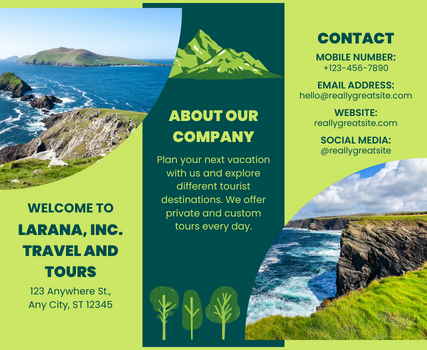 WELCOME TO
LARANA, INC.
TRAVEL AND
TOURS
123 Anywhere St.,
Any City, ST 12345
ABOUT OUR
COMPANY
Plan your next vacation
with us and explore
different tourist
destinations. We offer
private and custom
tours every day.
CONTACT
MOBILE NUMBER:
+123-456-7890
EMAIL ADDRESS:
hello@reallygreatsite.com
WEBSITE:
reallygreatsite.com
SOCIAL MEDIA:
@reallygreatsite